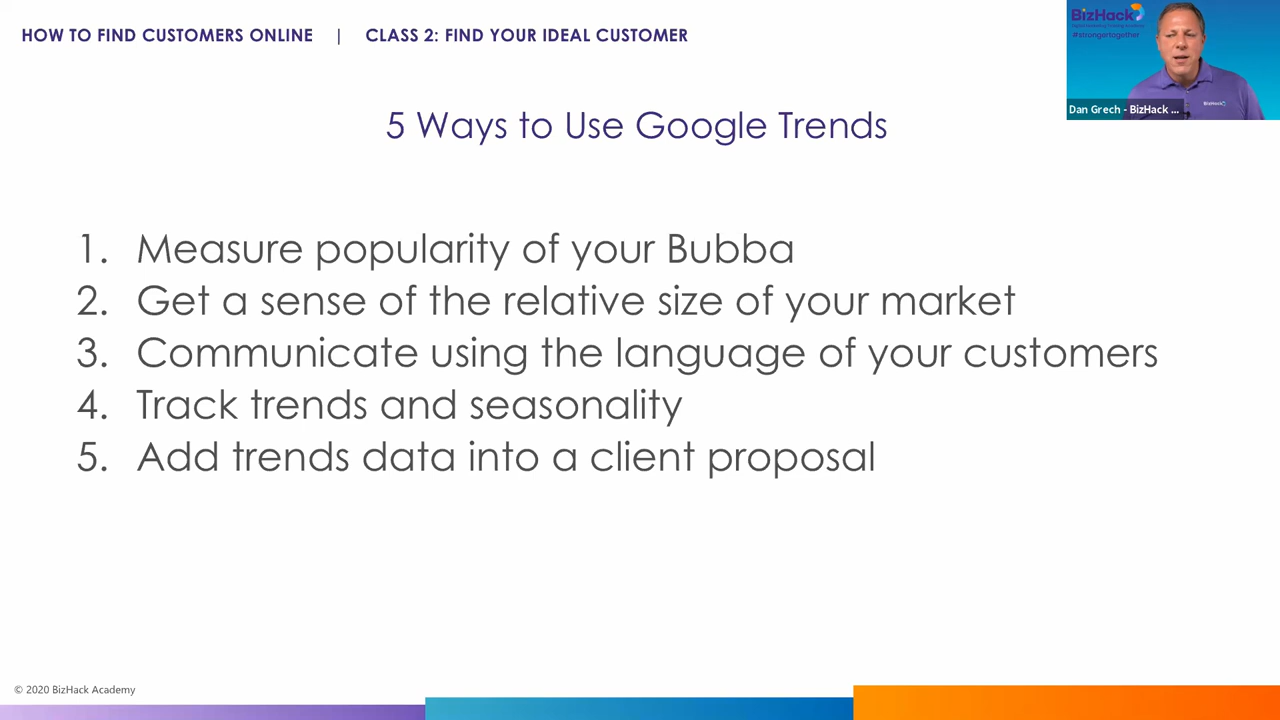 HOW TO FIND CUSTOMERS ONLINE | CLASS 2: FIND YOUR IDEAL CUSTOMER
BizHack
#strongertogether
BizHack
Dan Grech - BizHack ...
5 Ways to Use Google Trends
1. Measure popularity of your Bubba
2. Get a sense of the relative size of your market
3. Communicate using the language of your customers
4. Track trends and seasonality
5. Add trends data into a client proposal
© 2020 BizHack Academy